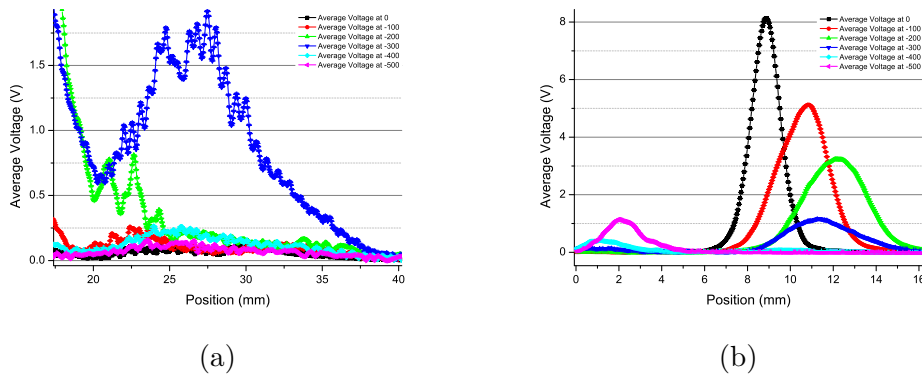 Average Voltage at 0
Average Voltage at -100
Average Voltage at -200
Average Voltage at -300
Average Voltage at -400
Average Voltage at -500
1.5
1.0
0.5
0.0
Average Voltage (V)
20 25 30 35 40
Position (mm)
(a)
Average Voltage at 0
Average Voltage at -100
Average Voltage at -200
Average Voltage at -300
Average Voltage at -400
Average Voltage at -500
8
6
4
2
0
Average Voltage (V)
0 2 4 6 8 10 12 14 16
Position (mm)
(b)